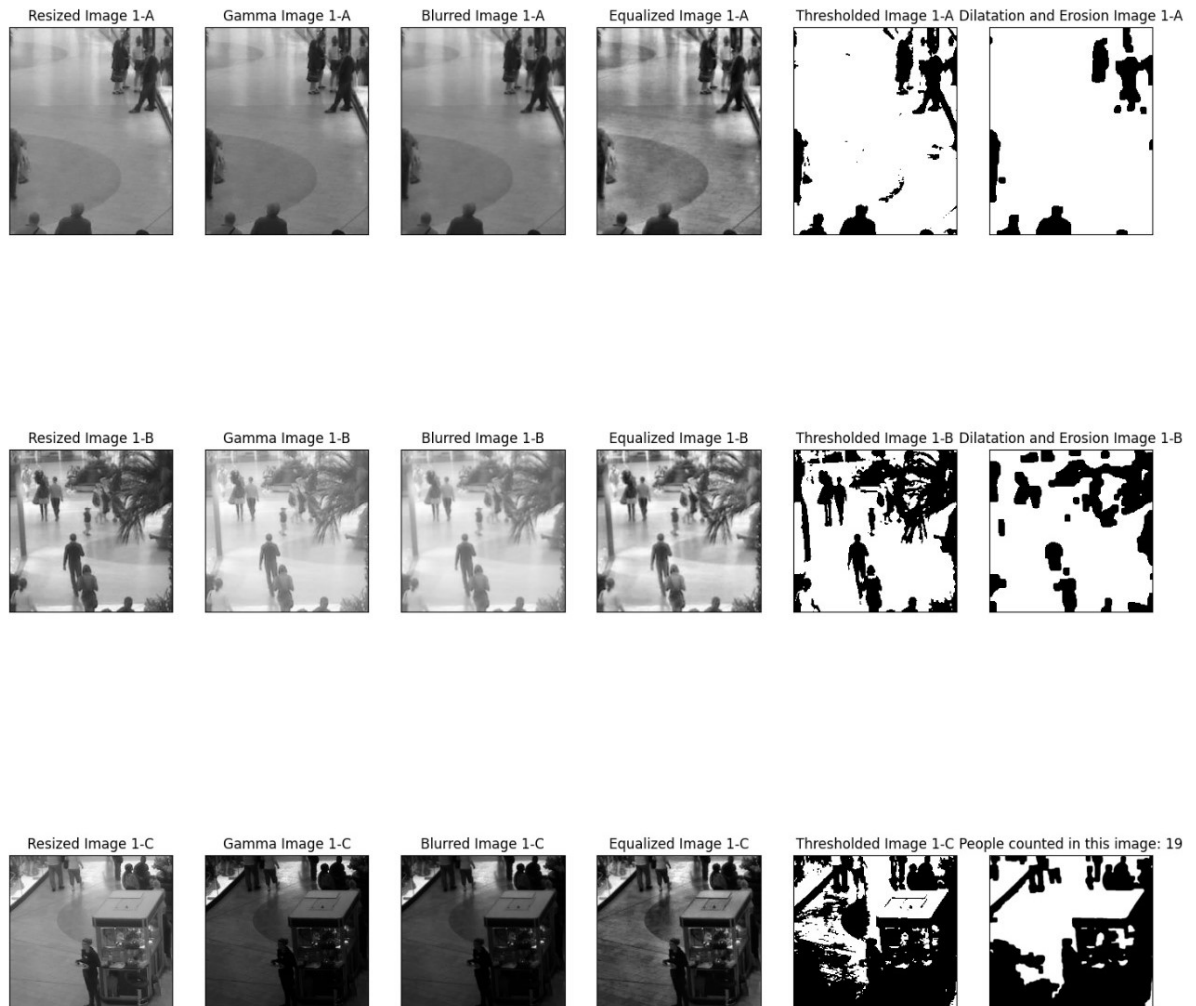 Resized Image 1-A
Gamma Image 1-A
Blurred Image 1-A
Equalized Image 1-A
Thresholded Image 1-A
Dilatation and Erosion Image 1-A
Resized Image 1-B
Gamma Image 1-B
Blurred Image 1-B
Equalized Image 1-B
Thresholded Image 1-B
Dilatation and Erosion Image 1-B
Resized Image 1-C
Gamma Image 1-C
Blurred Image 1-C
Equalized Image 1-C
Thresholded Image 1-C
People counted in this image: 19